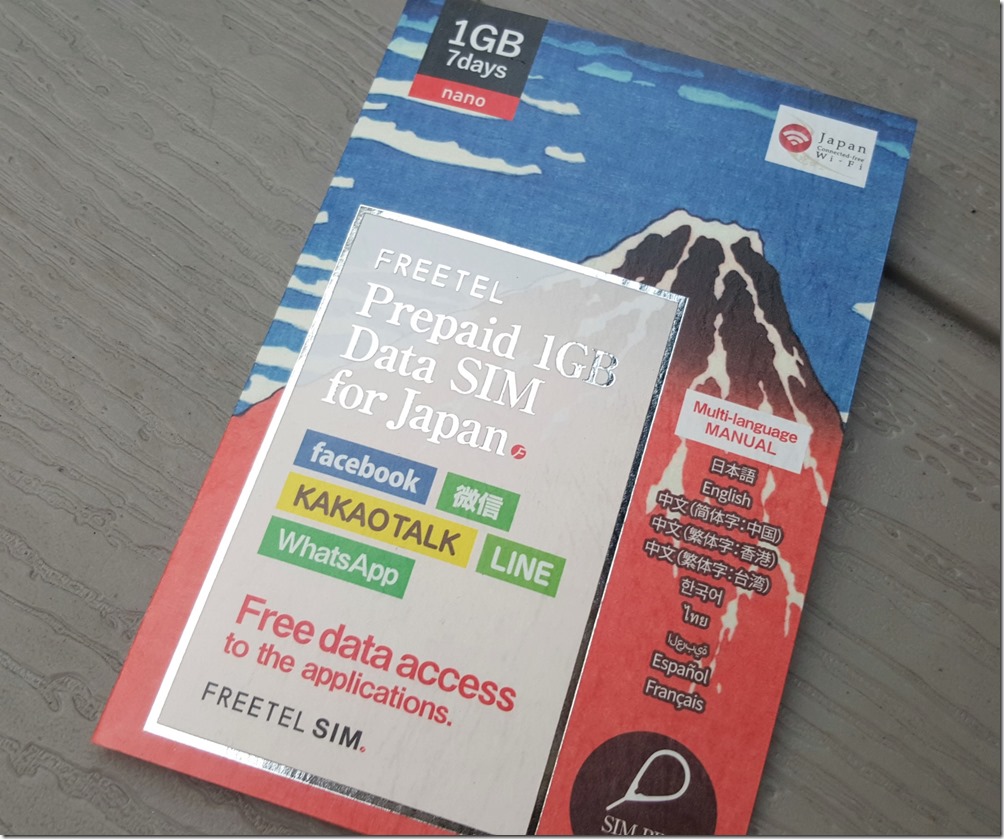 1GB
7days
nano
Japan
Connected-free
Wi-Fi
FREETEL
Prepaid 1GB
Data SIM
for Japan
facebook
微信
KAKAOTALK
LINE
WhatsApp
Free data access
to the applications.
FREETEL SIM
Multi-language
MANUAL
日本語
English
中文(简体字:中国)
中文(繁体字:香港)
中文(繁体字:台湾)
한국어
ไทย
العربية
Español
Français
SIM